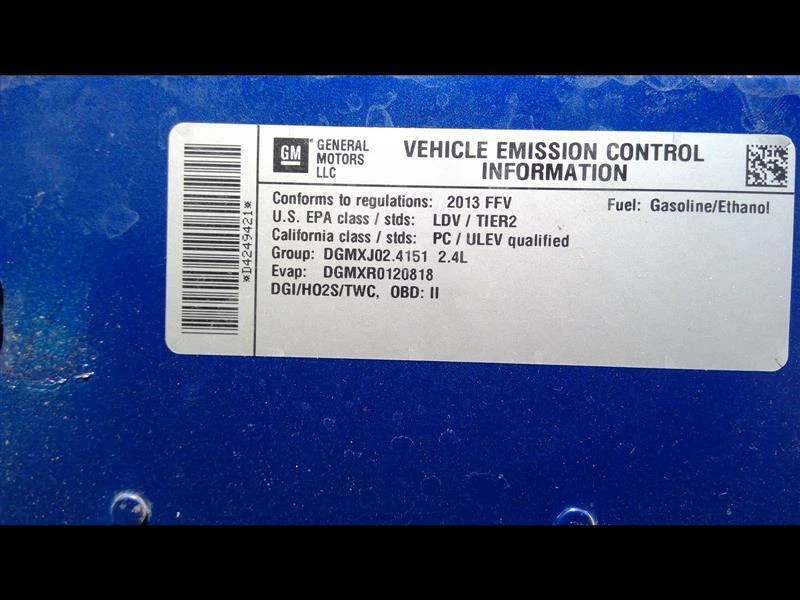 *D4249421*
GM
GENERAL
MOTORS
LLC
VEHICLE EMISSION CONTROL
INFORMATION
Conforms to regulations: 2013 FFV
Fuel: Gasoline/Ethanol
U.S. EPA class / stds: LDV / TIER2
California class / stds: PC / ULEV qualified
Group: DGMXJ02.4151 2.4L
Evap: DGMXR0120818
DGI/HO2S/TWC, OBD: II